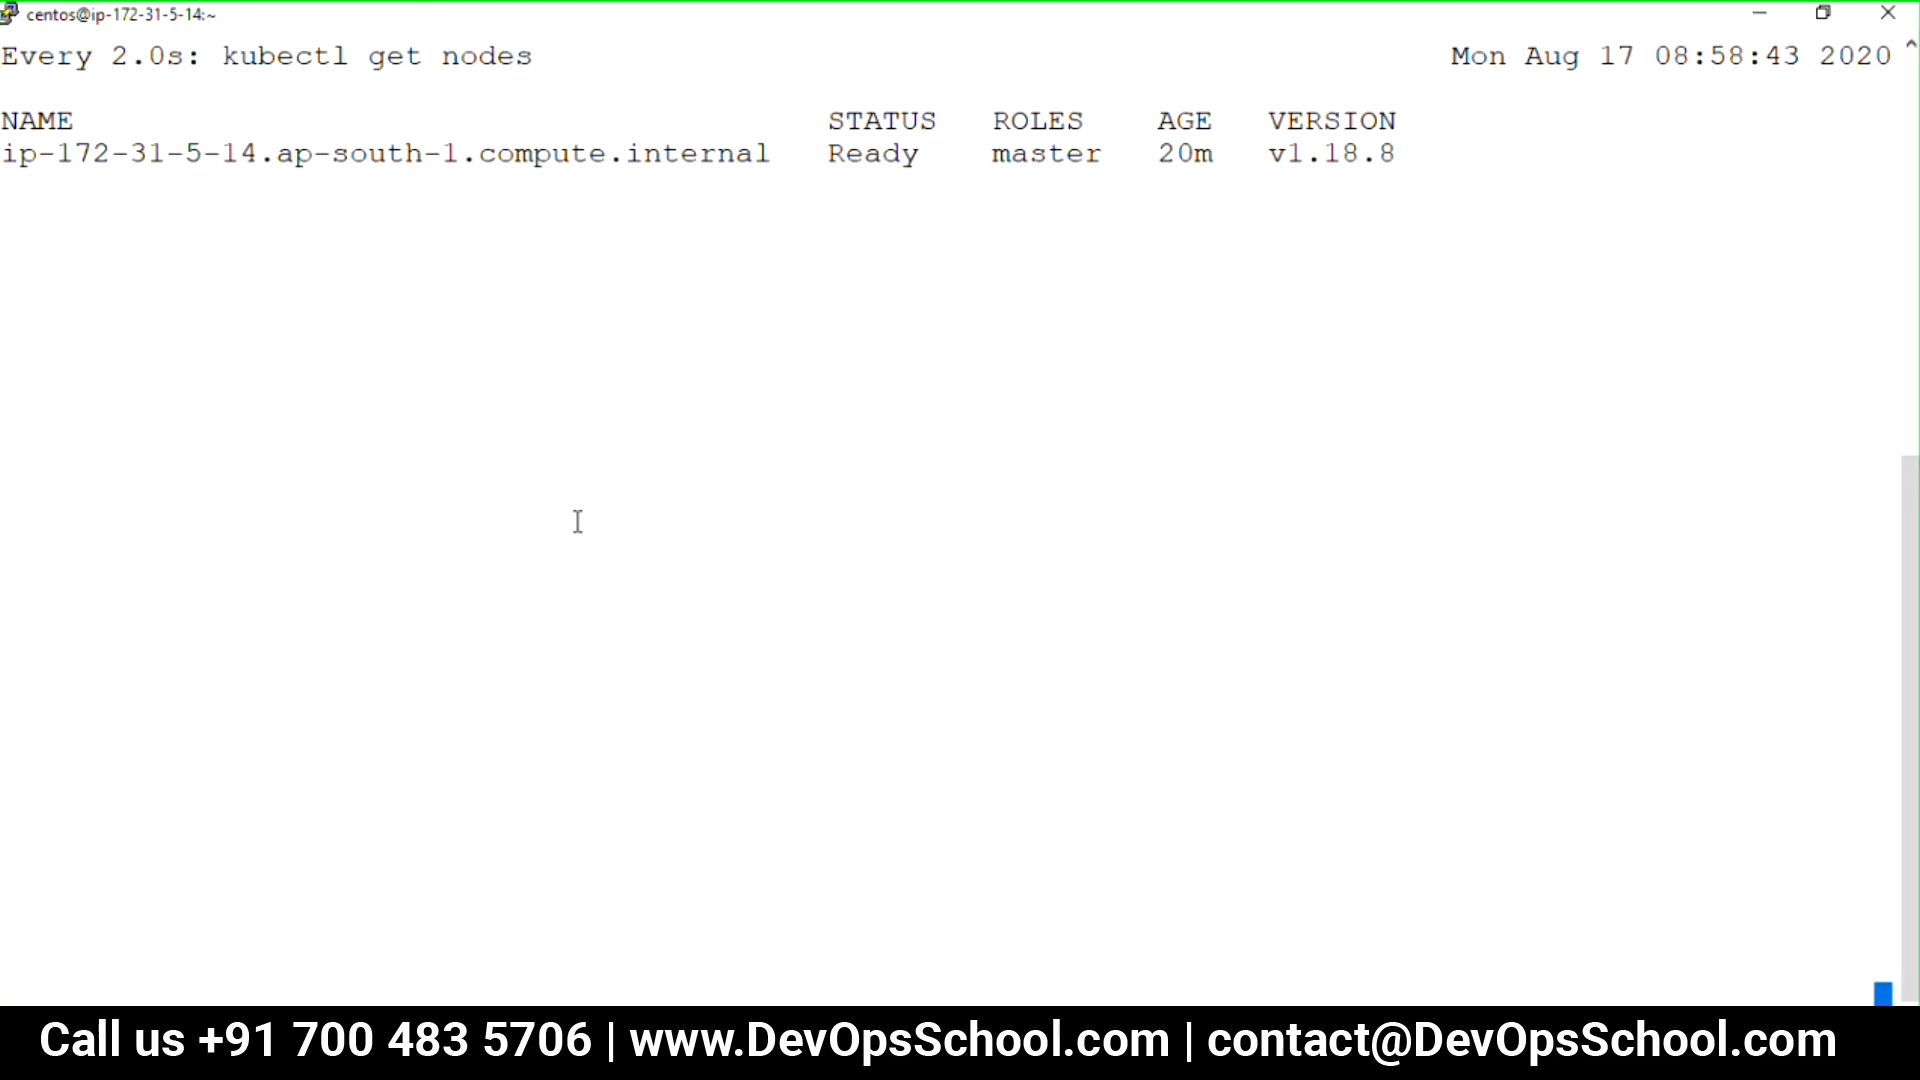 centos@ip-172-31-5-14:~
Every 2.0s: kubectl get nodes Mon Aug 17 08:58:43 2020
NAME STATUS ROLES AGE VERSION
ip-172-31-5-14.ap-south-1.compute.internal Ready master 20m v1.18.8
Call us +91 700 483 5706 | www.DevOpsSchool.com | contact@DevOpsSchool.com